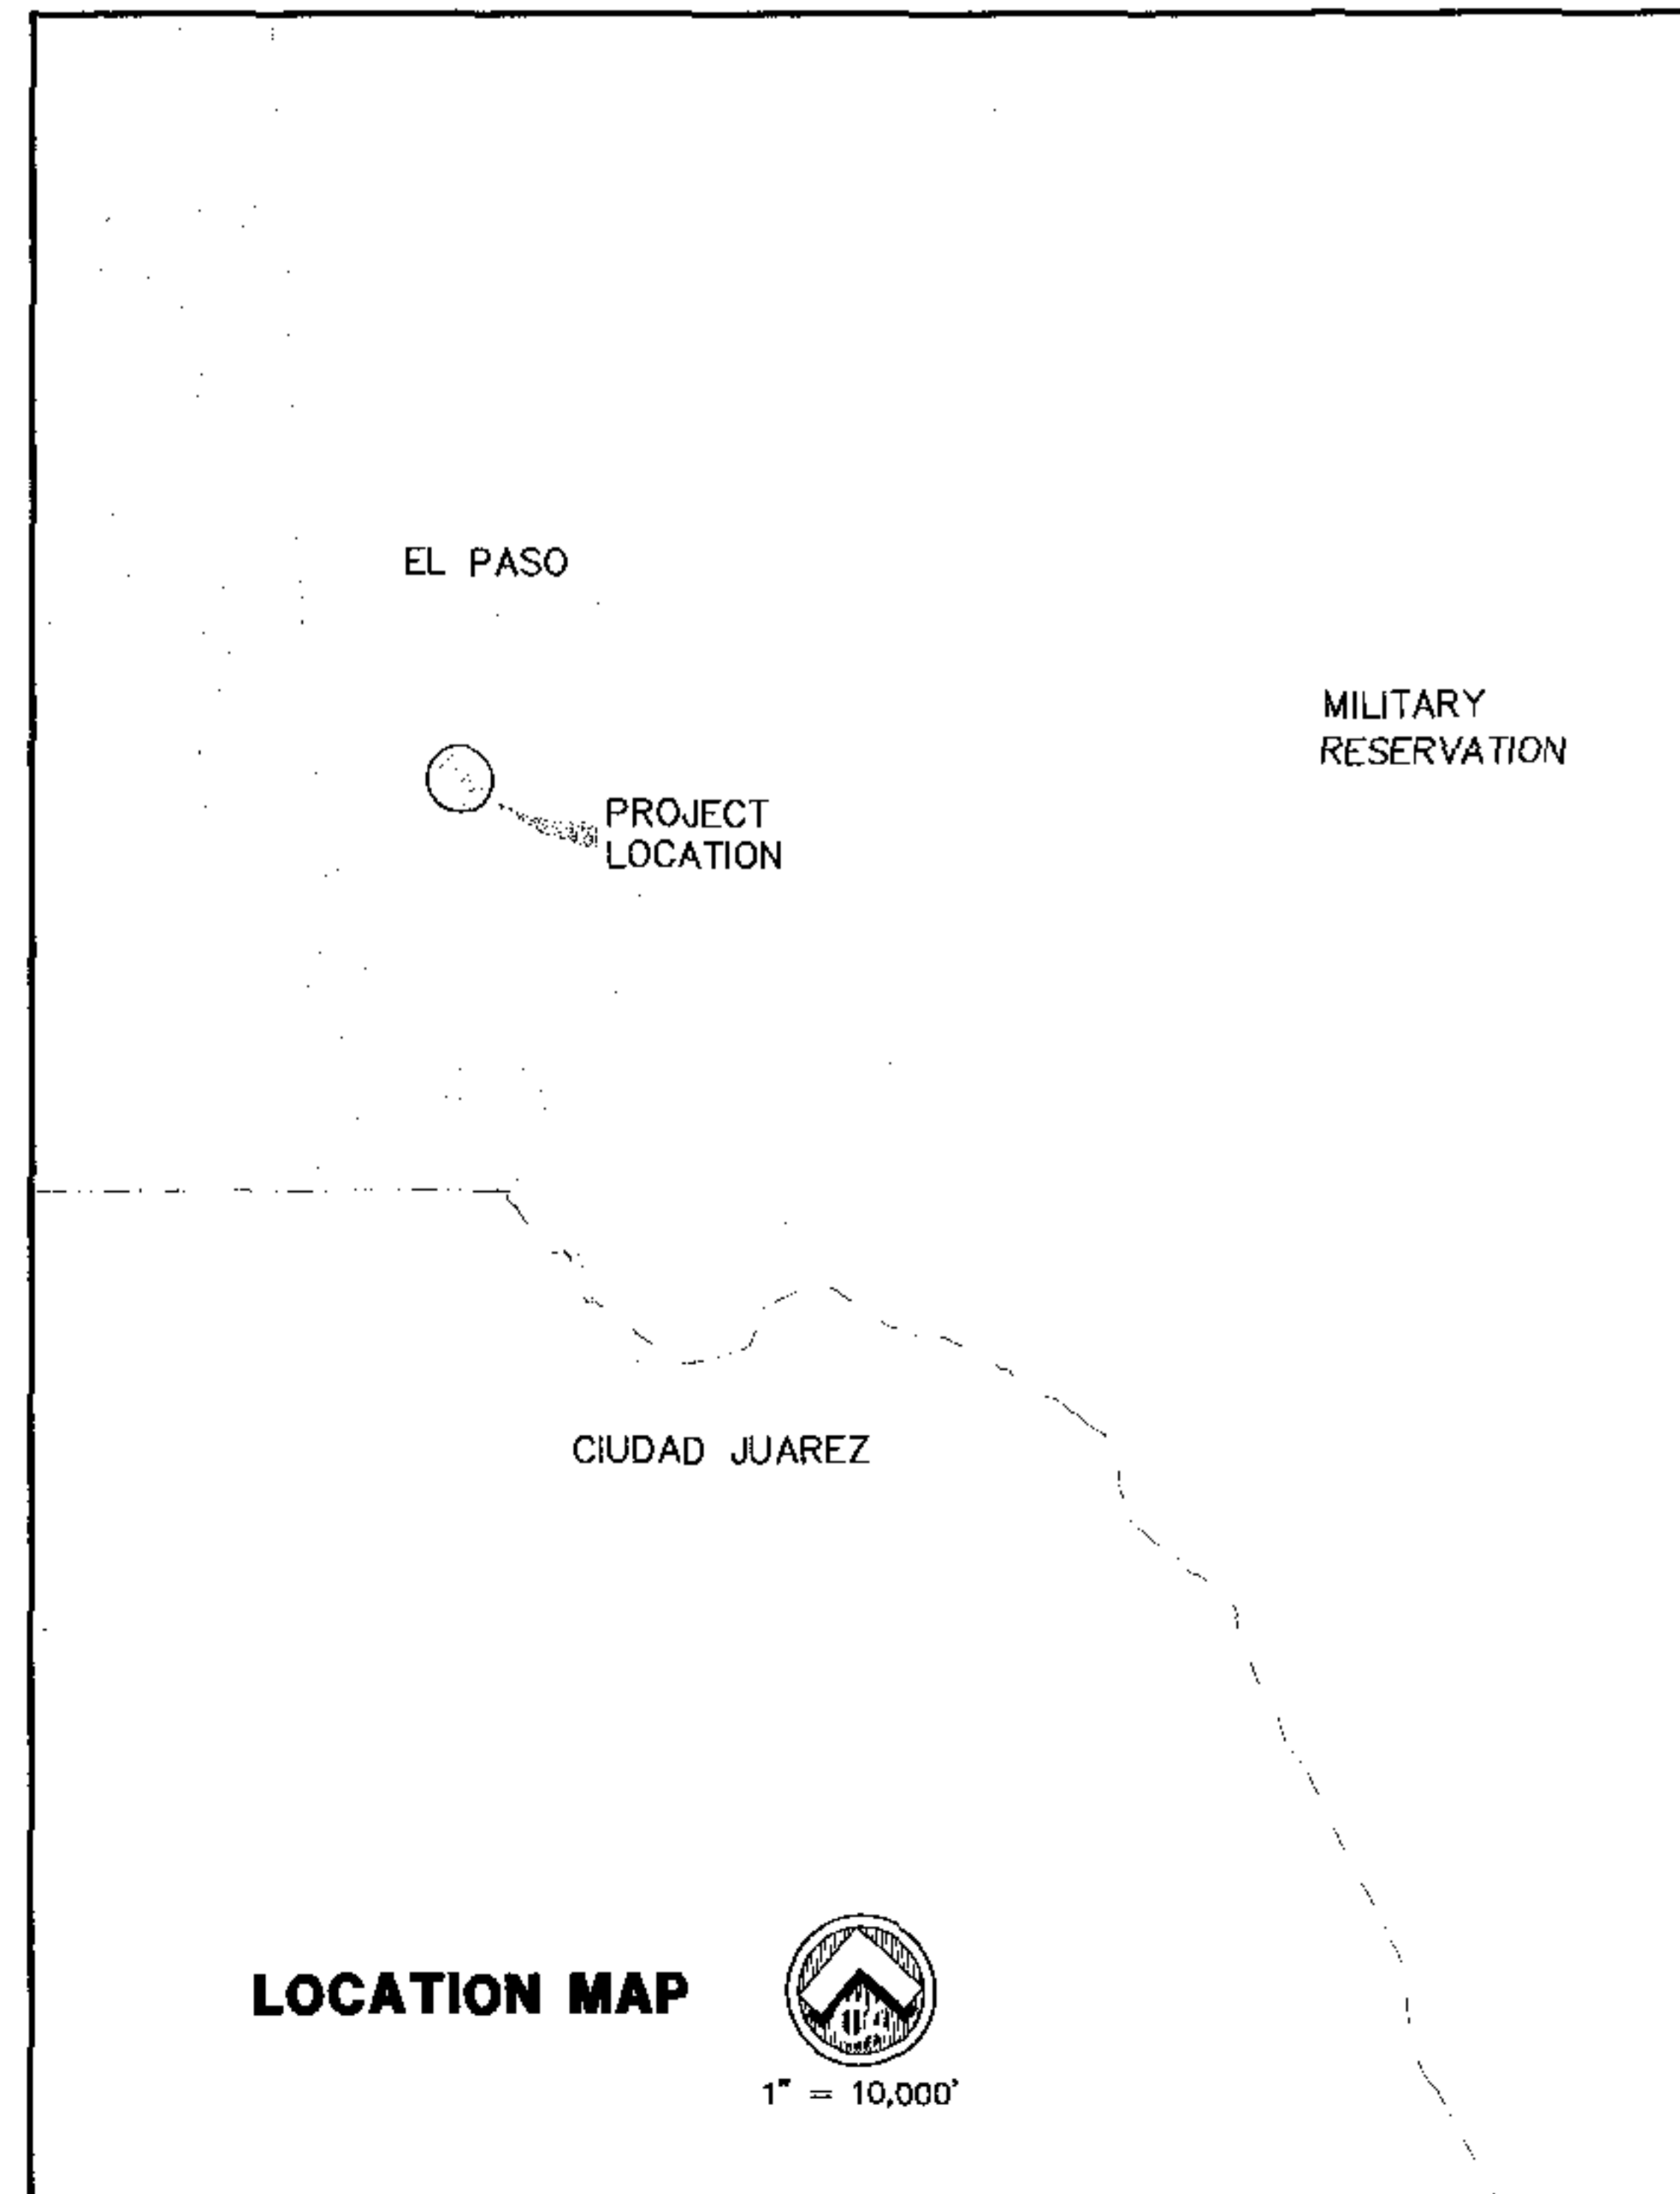 EL PASO
MILITARY
RESERVATION
PROJECT
LOCATION
CIUDAD JUAREZ
LOCATION MAP
1" = 10,000'